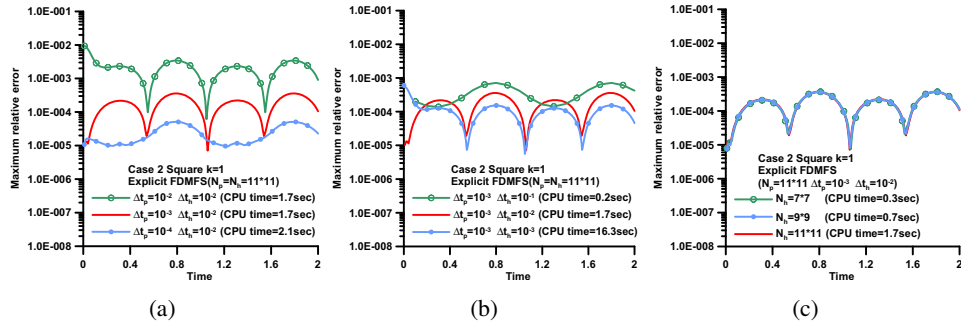 1.0E-001
1.0E-002
1.0E-003
1.0E-004
1.0E-005
1.0E-006
1.0E-007
1.0E-008
Maximum relative error
Case 2 Square k=1
Explicit FDMFS(Nₚ=Nₕ=11*11)
Δtₚ=10⁻² Δtₕ=10⁻² (CPU time=1.7sec)
Δtₚ=10⁻³ Δtₕ=10⁻² (CPU time=1.7sec)
Δtₚ=10⁻⁴ Δtₕ=10⁻² (CPU time=2.1sec)
0 0.4 0.8 1.2 1.6 2
Time
(a)
1.0E-001
1.0E-002
1.0E-003
1.0E-004
1.0E-005
1.0E-006
1.0E-007
1.0E-008
Maximum relative error
Case 2 Square k=1
Explicit FDMFS(Nₚ=Nₕ=11*11)
Δtₚ=10⁻³ Δtₕ=10⁻¹ (CPU time=0.2sec)
Δtₚ=10⁻³ Δtₕ=10⁻² (CPU time=1.7sec)
Δtₚ=10⁻³ Δtₕ=10⁻³ (CPU time=16.3sec)
0 0.4 0.8 1.2 1.6 2
Time
(b)
1.0E-001
1.0E-002
1.0E-003
1.0E-004
1.0E-005
1.0E-006
1.0E-007
1.0E-008
Maximum relative error
Case 2 Square k=1
Explicit FDMFS
(Nₚ=11*11 Δtₚ=10⁻³ Δtₕ=10⁻²)
Nₕ=7*7 (CPU time=0.3sec)
Nₕ=9*9 (CPU time=0.7sec)
Nₕ=11*11 (CPU time=1.7sec)
0 0.4 0.8 1.2 1.6 2
Time
(c)